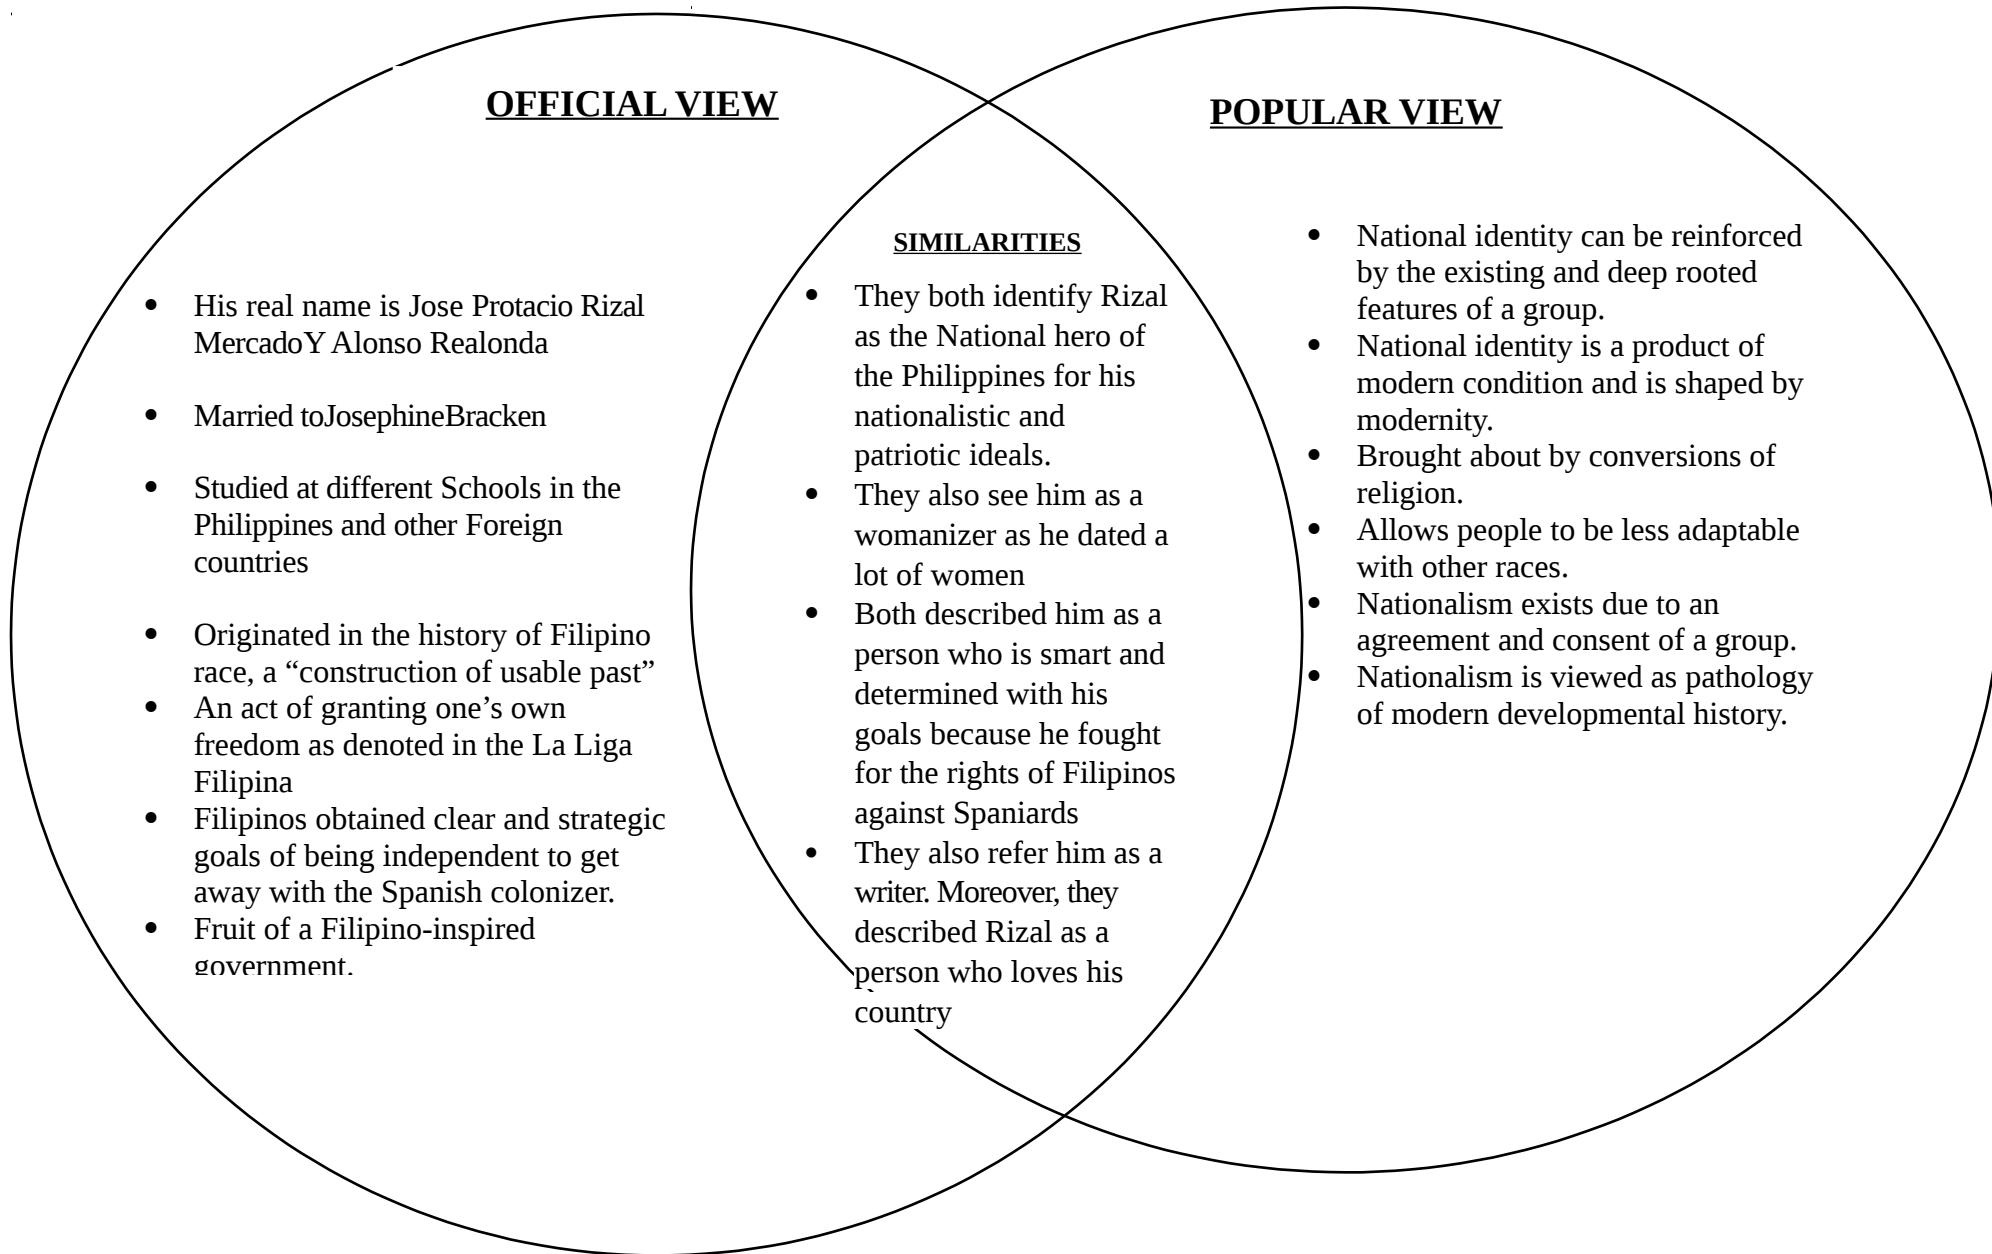 OFFICIAL VIEW
• His real name is Jose Protacio Rizal
MercadoY Alonso Realonda
• Married toJosephineBracken
• Studied at different Schools in the
Philippines and other Foreign
countries
• Originated in the history of Filipino
race, a “construction of usable past”
• An act of granting one’s own
freedom as denoted in the La Liga
Filipina
• Filipinos obtained clear and strategic
goals of being independent to get
away with the Spanish colonizer.
• Fruit of a Filipino-inspired
government.
SIMILARITIES
• They both identify Rizal
as the National hero of
the Philippines for his
nationalistic and
patriotic ideals.
• They also see him as a
womanizer as he dated a
lot of women
• Both described him as a
person who is smart and
determined with his
goals because he fought
for the rights of Filipinos
against Spaniards
• They also refer him as a
writer. Moreover, they
described Rizal as a
person who loves his
country
POPULAR VIEW
• National identity can be reinforced
by the existing and deep rooted
features of a group.
• National identity is a product of
modern condition and is shaped by
modernity.
• Brought about by conversions of
religion.
• Allows people to be less adaptable
with other races.
• Nationalism exists due to an
agreement and consent of a group.
• Nationalism is viewed as pathology
of modern developmental history.